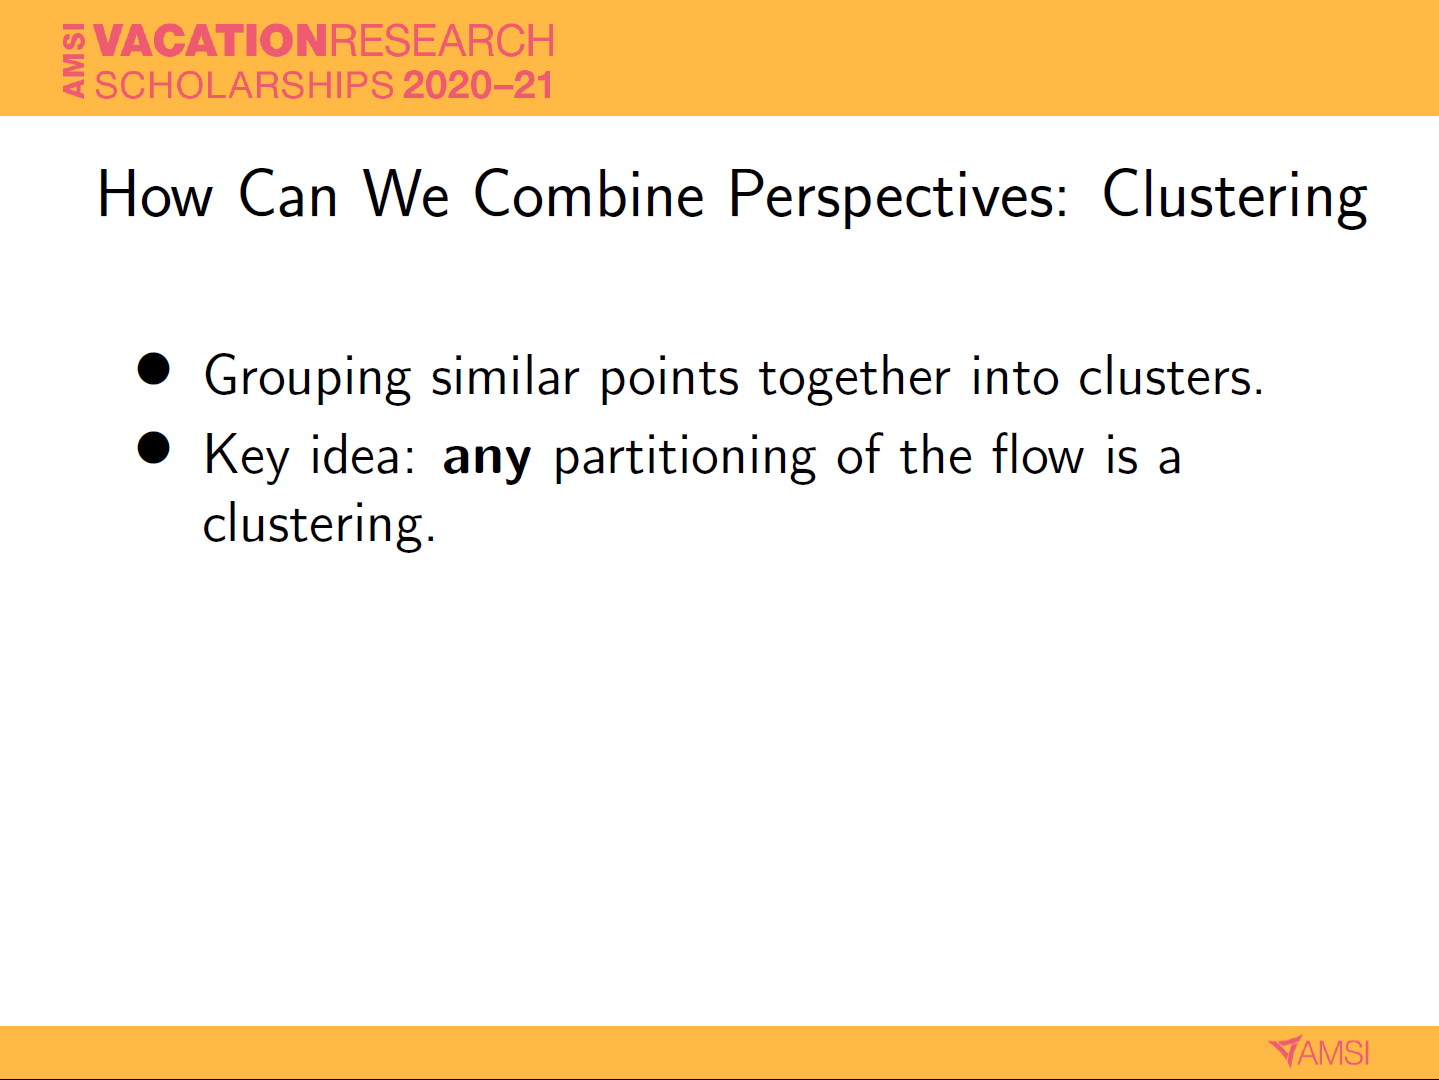 AMSI
VACATIONRESEARCH
SCHOLARSHIPS 2020–21
How Can We Combine Perspectives: Clustering
● Grouping similar points together into clusters.
● Key idea: any partitioning of the flow is a
clustering.
AMSI